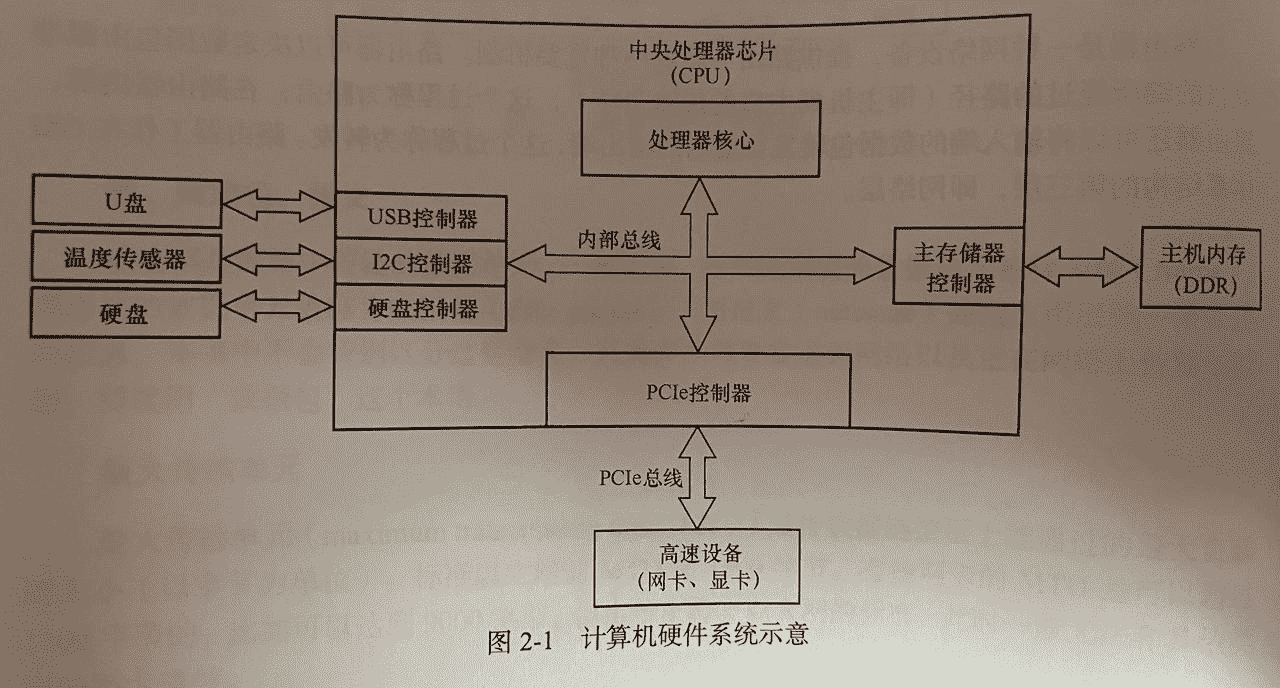 中央处理器芯片
(CPU)
处理器核心
U盘
USB控制器
温度传感器
I2C控制器
硬盘
硬盘控制器
内部总线
主存储器
控制器
主机内存
(DDR)
PCIe控制器
PCIe总线
高速设备
(网卡、显卡)
图 2-1 计算机硬件系统示意